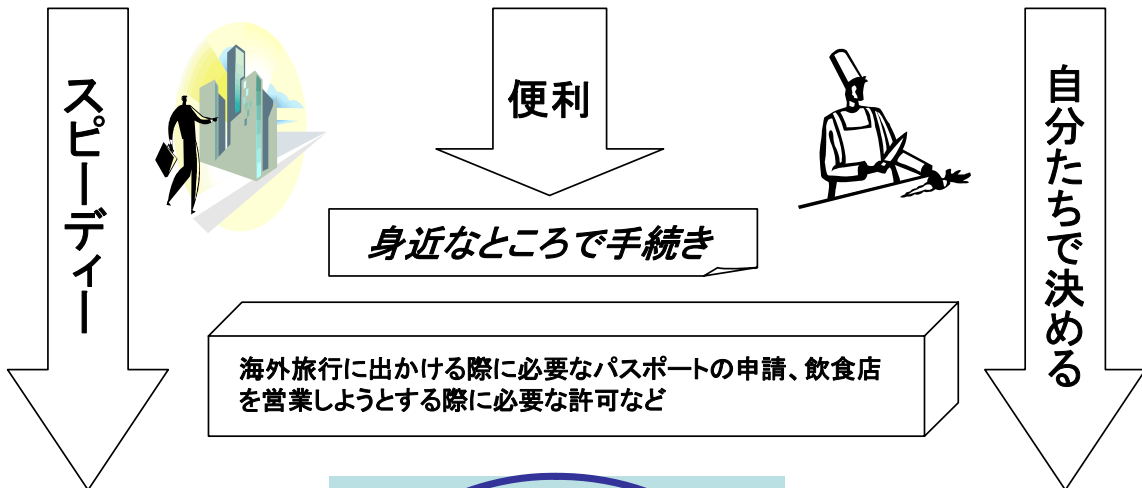 スピーディー
便利
自分たちで決める
身近なところで手続き
海外旅行に出かける際に必要なパスポートの申請、飲食店
を営業しようとする際に必要な許可など